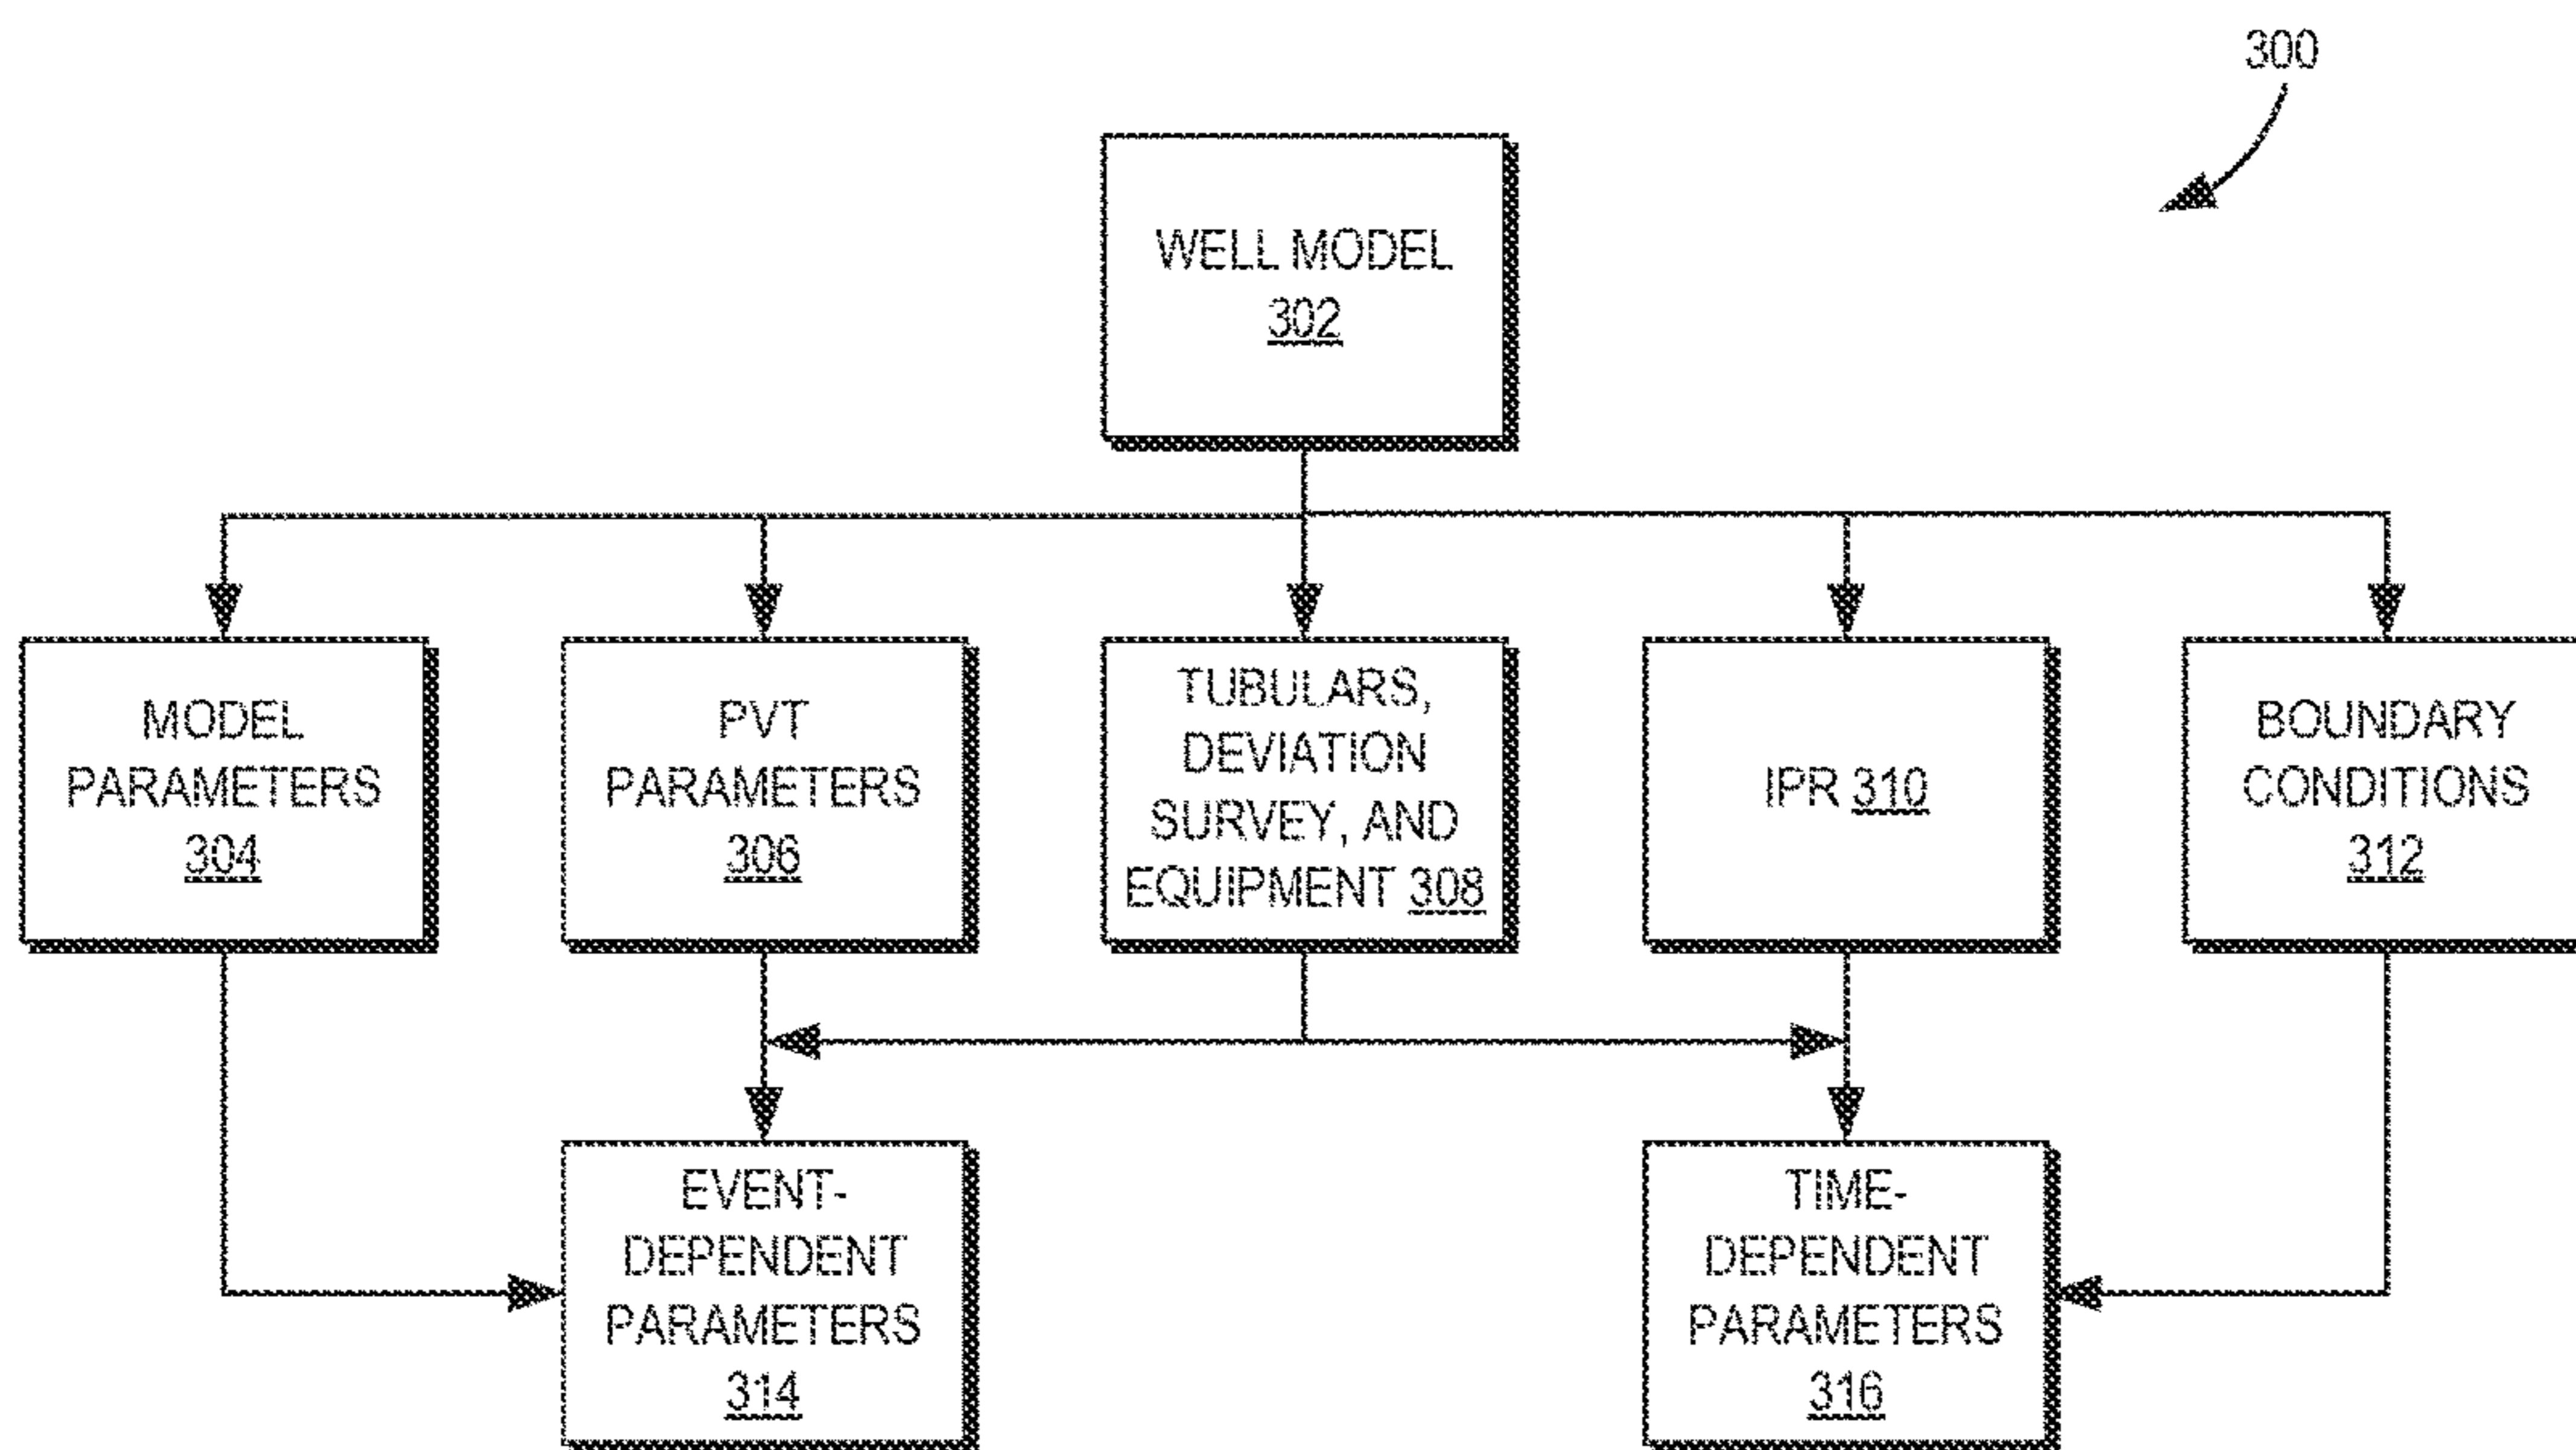 300
WELL MODEL
302
MODEL
PARAMETERS
304
PVT
PARAMETERS
306
TUBULARS,
DEVIATION
SURVEY, AND
EQUIPMENT 308
IPR 310
BOUNDARY
CONDITIONS
312
EVENT-
DEPENDENT
PARAMETERS
314
TIME-
DEPENDENT
PARAMETERS
316